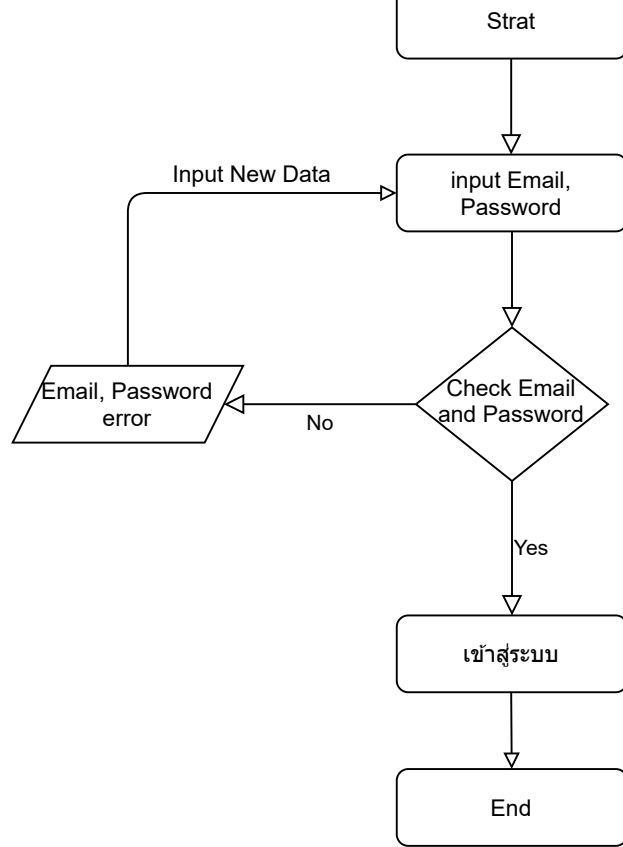 Strat
Input New Data
input Email,
Password
Email, Password
error
No
Check Email
and Password
Yes
เข้าสู่ระบบ
End